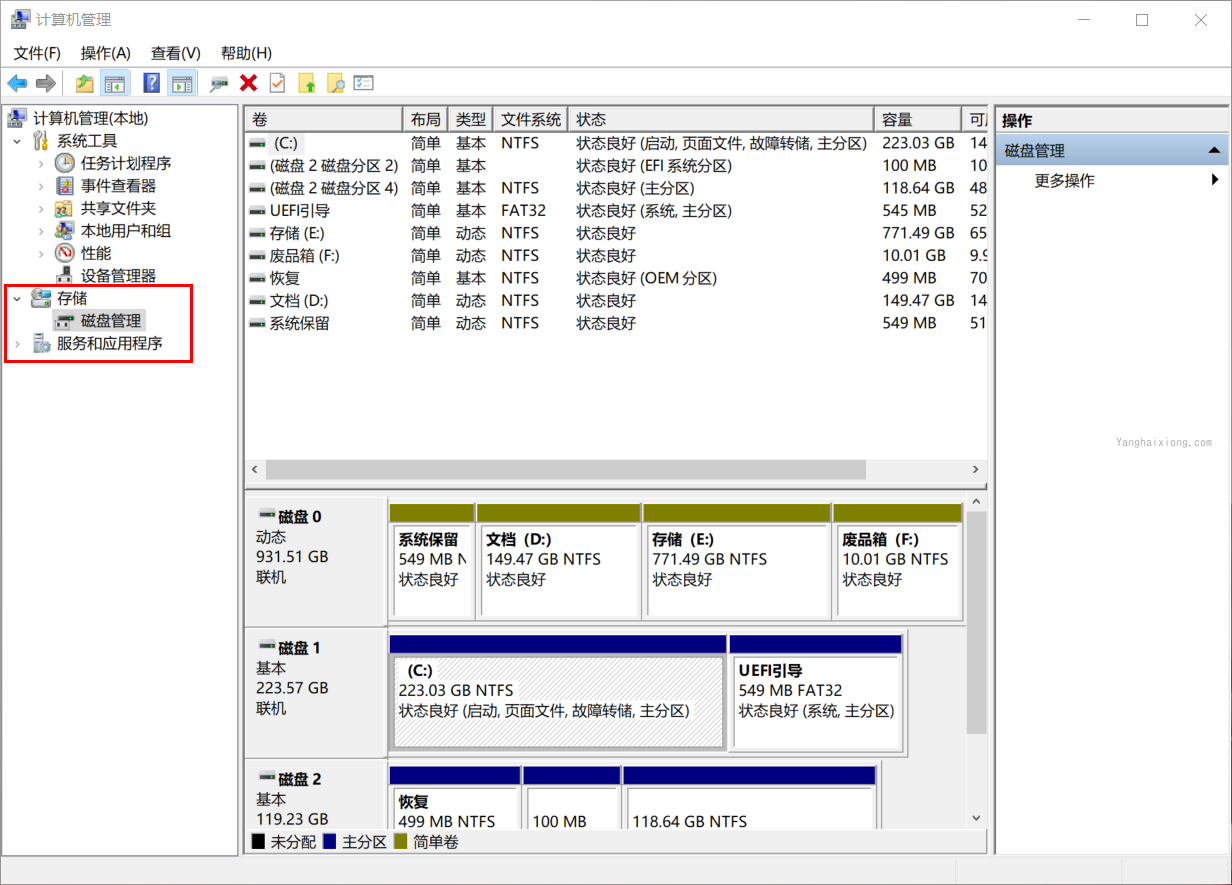 计算机管理
文件(F) 操作(A) 查看(V) 帮助(H)
计算机管理(本地)
系统工具
任务计划程序
事件查看器
共享文件夹
本地用户和组
性能
设备管理器
存储
磁盘管理
服务和应用程序
卷 布局 类型 文件系统 状态 容量
(C:) 简单 基本 NTFS 状态良好 (启动, 页面文件, 故障转储, 主分区) 223.03 GB 14
(磁盘 2 磁盘分区 2) 简单 基本 状态良好 (EFI 系统分区) 100 MB 10
(磁盘 2 磁盘分区 4) 简单 基本 NTFS 状态良好 (主分区) 118.64 GB 48
UEFI引导 简单 基本 FAT32 状态良好 (系统, 主分区) 545 MB 52
存储 (E:) 简单 动态 NTFS 状态良好 771.49 GB 65
废品箱 (F:) 简单 动态 NTFS 状态良好 10.01 GB 9.9
恢复 简单 基本 NTFS 状态良好 (OEM 分区) 499 MB 70
文档 (D:) 简单 动态 NTFS 状态良好 149.47 GB 14
系统保留 简单 动态 NTFS 状态良好 549 MB 51
磁盘 0
动态
931.51 GB
联机
系统保留
549 MB N
状态良好
文档 (D:)
149.47 GB NTFS
状态良好
存储 (E:)
771.49 GB NTFS
状态良好
废品箱 (F:)
10.01 GB NTFS
状态良好
磁盘 1
基本
223.57 GB
联机
(C:)
223.03 GB NTFS
状态良好 (启动, 页面文件, 故障转储, 主分区)
UEFI引导
549 MB FAT32
状态良好 (系统, 主分区)
磁盘 2
基本
119.23 GB
恢复
499 MB NTFS
100 MB
118.64 GB NTFS
未分配 主分区 简单卷
操作
磁盘管理
更多操作
Yanghaixiong.com